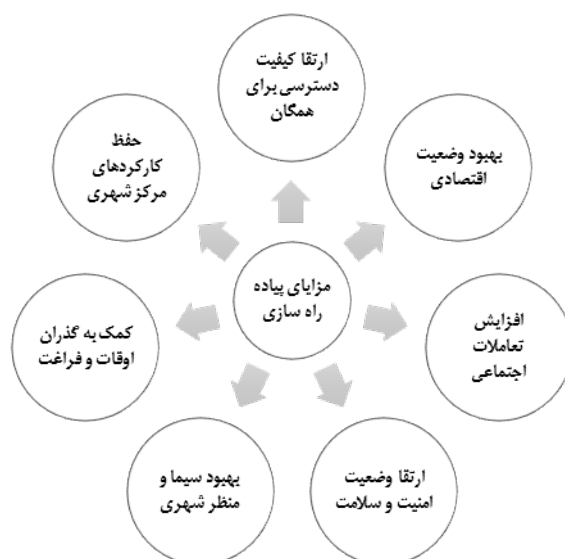 ارتقا کیفیت
دسترسی برای
همگان
بهبود وضعیت
اقتصادی
افزایش
تعاملات
اجتماعی
ارتقا وضعیت
امنیت و سلامت
بهبود سیما و
منظر شهری
کمک به گذران
اوقات و فراغت
حفظ
کارکردهای
مرکز شهری
مزایای پیاده
راه سازی